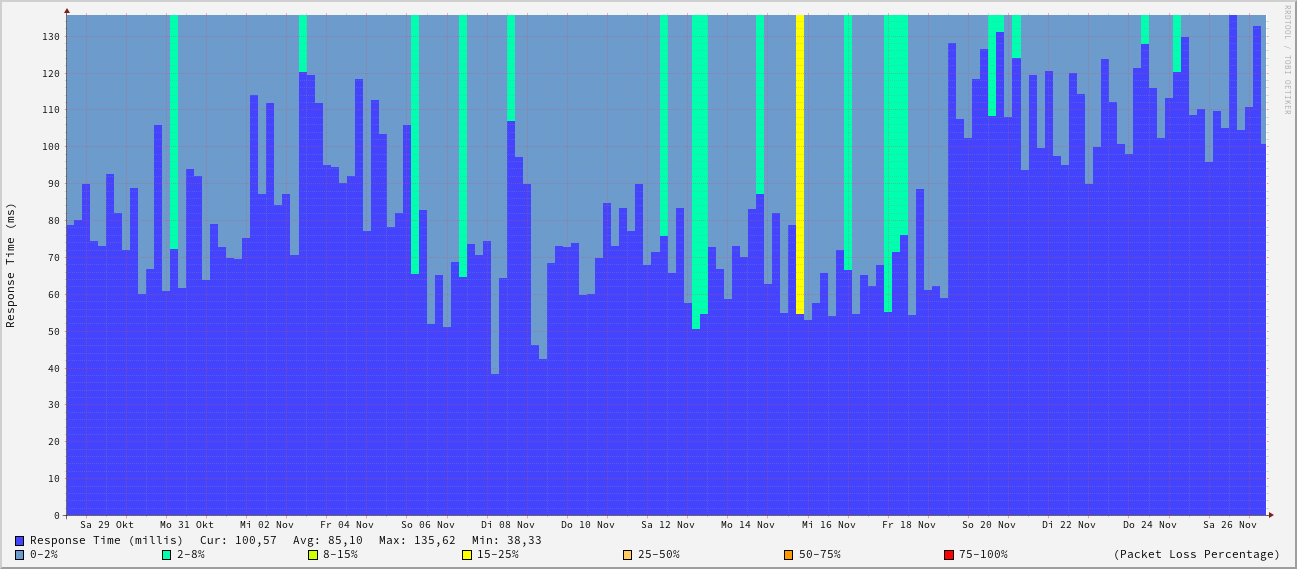 RRDTOOL / TOBI OETIKER
Response Time (ms)
130
120
110
100
90
80
70
60
50
40
30
20
10
0
Sa 29 Okt Mo 31 Okt Mi 02 Nov Fr 04 Nov So 06 Nov Di 08 Nov Do 10 Nov Sa 12 Nov Mo 14 Nov Mi 16 Nov Fr 18 Nov So 20 Nov Di 22 Nov Do 24 Nov Sa 26 Nov
Response Time (millis) Cur: 100,57 Avg: 85,10 Max: 135,62 Min: 38,33
0-2% 2-8% 8-15% 15-25% 25-50% 50-75% 75-100% (Packet Loss Percentage)